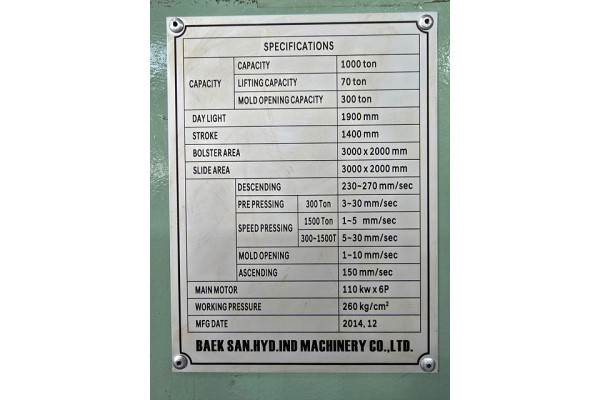 SPECIFICATIONS
CAPACITY
CAPACITY 1000 ton
LIFTING CAPACITY 70 ton
MOLD OPENING CAPACITY 300 ton
DAY LIGHT 1900 mm
STROKE 1400 mm
BOLSTER AREA 3000 x 2000 mm
SLIDE AREA 3000 x 2000 mm
DESCENDING 230~270 mm/sec
PRE PRESSING 300 Ton 3~30 mm/sec
SPEED PRESSING 1500 Ton 1~5 mm/sec
300~1500T 5~30 mm/sec
MOLD OPENING 1~10 mm/sec
ASCENDING 150 mm/sec
MAIN MOTOR 110 kw x 6P
WORKING PRESSURE 260 kg/cm²
MFG DATE 2014, 12
BAEK SAN.HYD.IND MACHINERY CO.,LTD.